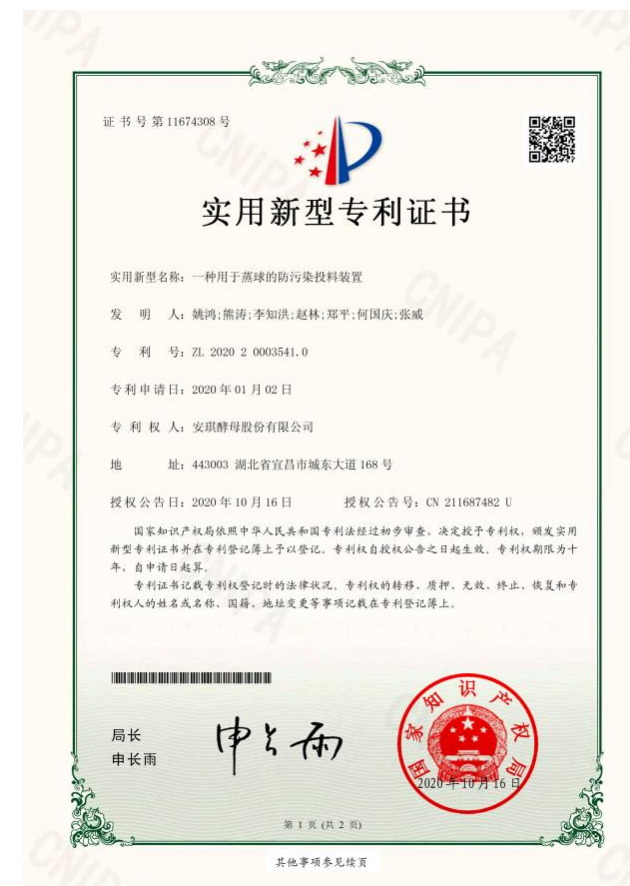 证书号第11674308号
实用新型专利证书
实用新型名称：一种用于蒸球的防污染投料装置
发明人：姚鸿;熊涛;李知洪;赵林;郑平;何国庆;张威
专利号：ZL 2020 2 0003541.0
专利申请日：2020年01月02日
专利权人：安琪酵母股份有限公司
地址：443003 湖北省宜昌市城东大道168号
授权公告日：2020年10月16日 授权公告号：CN 211687482 U
国家知识产权局依照中华人民共和国专利法经过初步审查，决定授予专利权，颁发实用
新型专利证书并在专利登记簿上予以登记。专利权自授权公告之日起生效。专利权期限为十
年，自申请日起算。
专利证书记载专利权登记时的法律状况。专利权的转移、质押、无效、终止、恢复和专
利权人的姓名或名称、国籍、地址变更等事项记载在专利登记簿上。
局长
申长雨
申长雨
国家知识产权局
2020年10月16日
第 1 页 (共 2 页)
其他事项参见续页
CNIPA